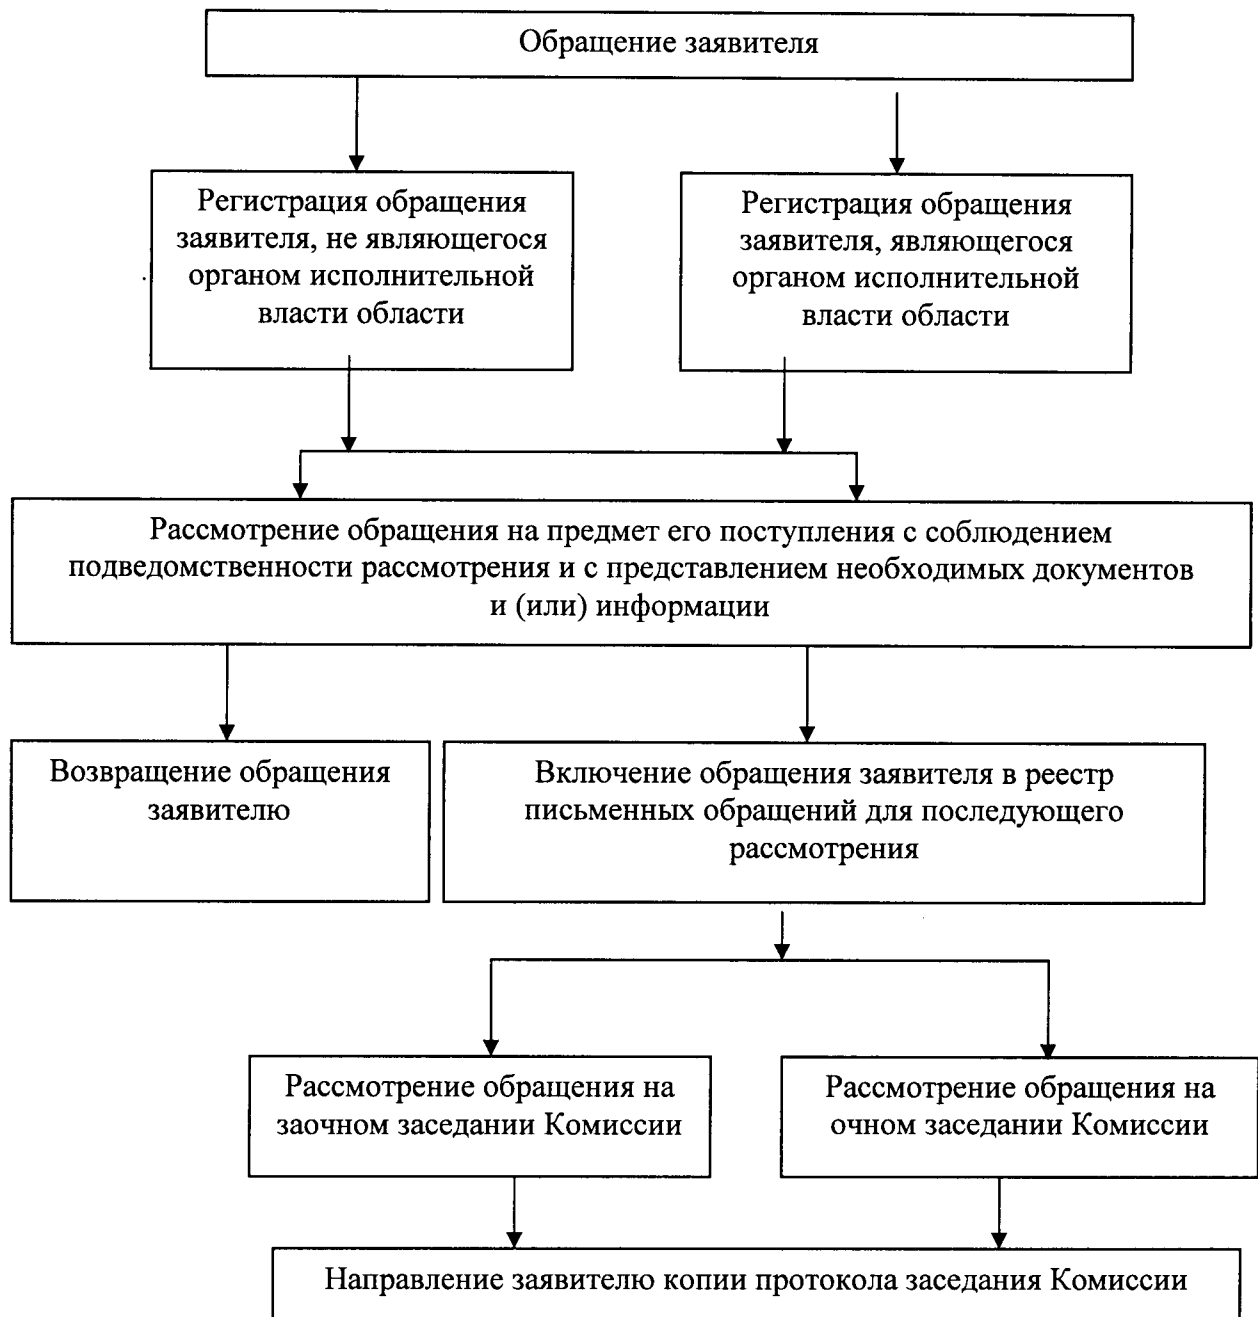 Обращение заявителя
Регистрация обращения
заявителя, не являющегося
органом исполнительной
власти области
Регистрация обращения
заявителя, являющегося
органом исполнительной
власти области
Рассмотрение обращения на предмет его поступления с соблюдением
подведомственности рассмотрения и с представлением необходимых документов
и (или) информации
Возвращение обращения
заявителю
Включение обращения заявителя в реестр
письменных обращений для последующего
рассмотрения
Рассмотрение обращения на
заочном заседании Комиссии
Рассмотрение обращения на
очном заседании Комиссии
Направление заявителю копии протокола заседания Комиссии